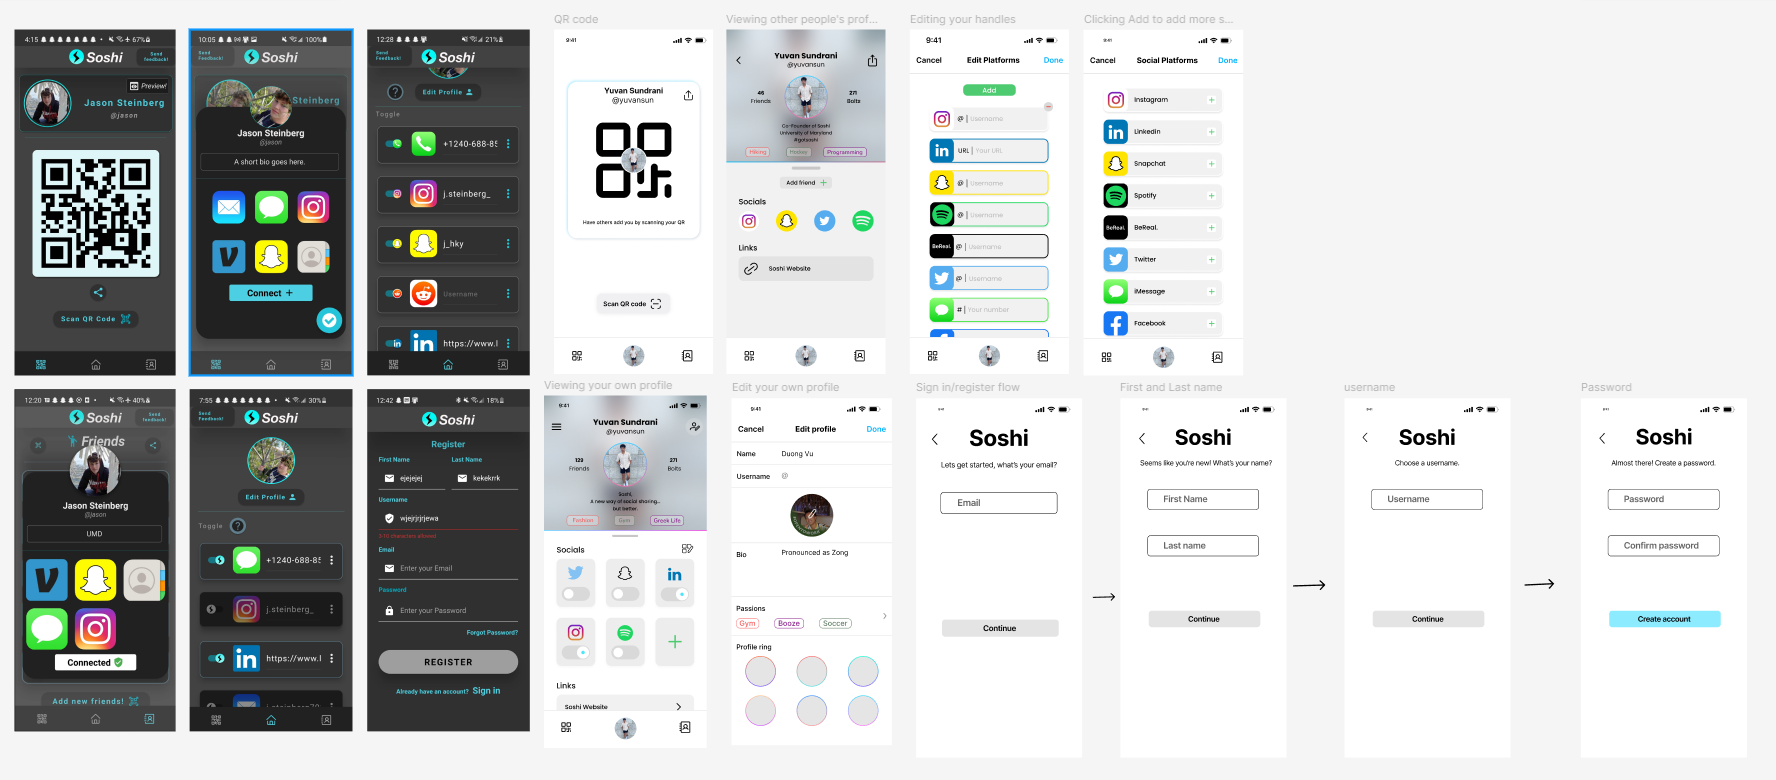 QR code
Viewing other people's prof...
Editing your handles
Clicking Add to add more s...
4:15
67%
Soshi
Send Feedback!
Preview!
Jason Steinberg
@jason
Scan QR Code
10:05
100%
Send Feedback!
Soshi
Steinberg
Jason Steinberg
@jason
A short bio goes here.
Connect +
12:28
21%
Send Feedback!
Soshi
?
Edit Profile
Toggle
+1240-688-85
j.steinberg_
j_hky
Username
in
https://www.l
9:41
Yuvan Sundrani
@yuvansun
Have others add you by scanning your QR
Scan QR code
9:41
Yuvan Sundrani
@yuvansun
46
Friends
271
Bolts
Co-Founder of Soshi
University of Maryland
#gososhi
Hiking
Hockey
Programming
Add friend +
Socials
Links
Soshi Website
9:41
Cancel
Edit Platforms
Done
Add
@ | Username
in
URL | Your URL
@ | Username
@ | Username
BeReal.
@ | Username
@ | Username
# | Your number
9:41
Cancel
Social Platforms
Done
Instagram +
in
Linkedin +
Snapchat +
Spotify +
BeReal.
BeReal. +
Twitter +
iMessage +
Facebook +
Viewing your own profile
Edit your own profile
Sign in/register flow
First and Last name
username
Password
12:20
40%
Soshi
Send Feedback!
Friends
Jason Steinberg
@jason
UMD
Connected
Add new friends!
7:55
30%
Send Feedback!
Soshi
Edit Profile
Toggle ?
+1240-688-85
j.steinberg_
in
https://www.l
12:42
18%
Soshi
Register
First Name
Last Name
ejejejej
kekekrrk
Username
wjejrjrjrjewa
Email
Enter your Email
Password
Enter your Password
Forgot Password?
REGISTER
Already have an account? Sign in
9:41
Yuvan Sundrani
@yuvansun
129
Friends
271
Bolts
Soshi,
A new way of social sharing...
but better.
Fashion
Gym
Greek Life
Socials
in
Links
Soshi Website
9:41
Cancel
Edit profile
Done
Name
Duong Vu
Username
@
Bio
Pronounced as Zong
Passions
Gym
Booze
Soccer
Profile ring
Soshi
Lets get started, what's your email?
Email
Continue
Soshi
Seems like you're new! What's your name?
First Name
Last name
Continue
Soshi
Choose a username.
Username
Continue
Soshi
Almost there! Create a password.
Password
Confirm password
Create account